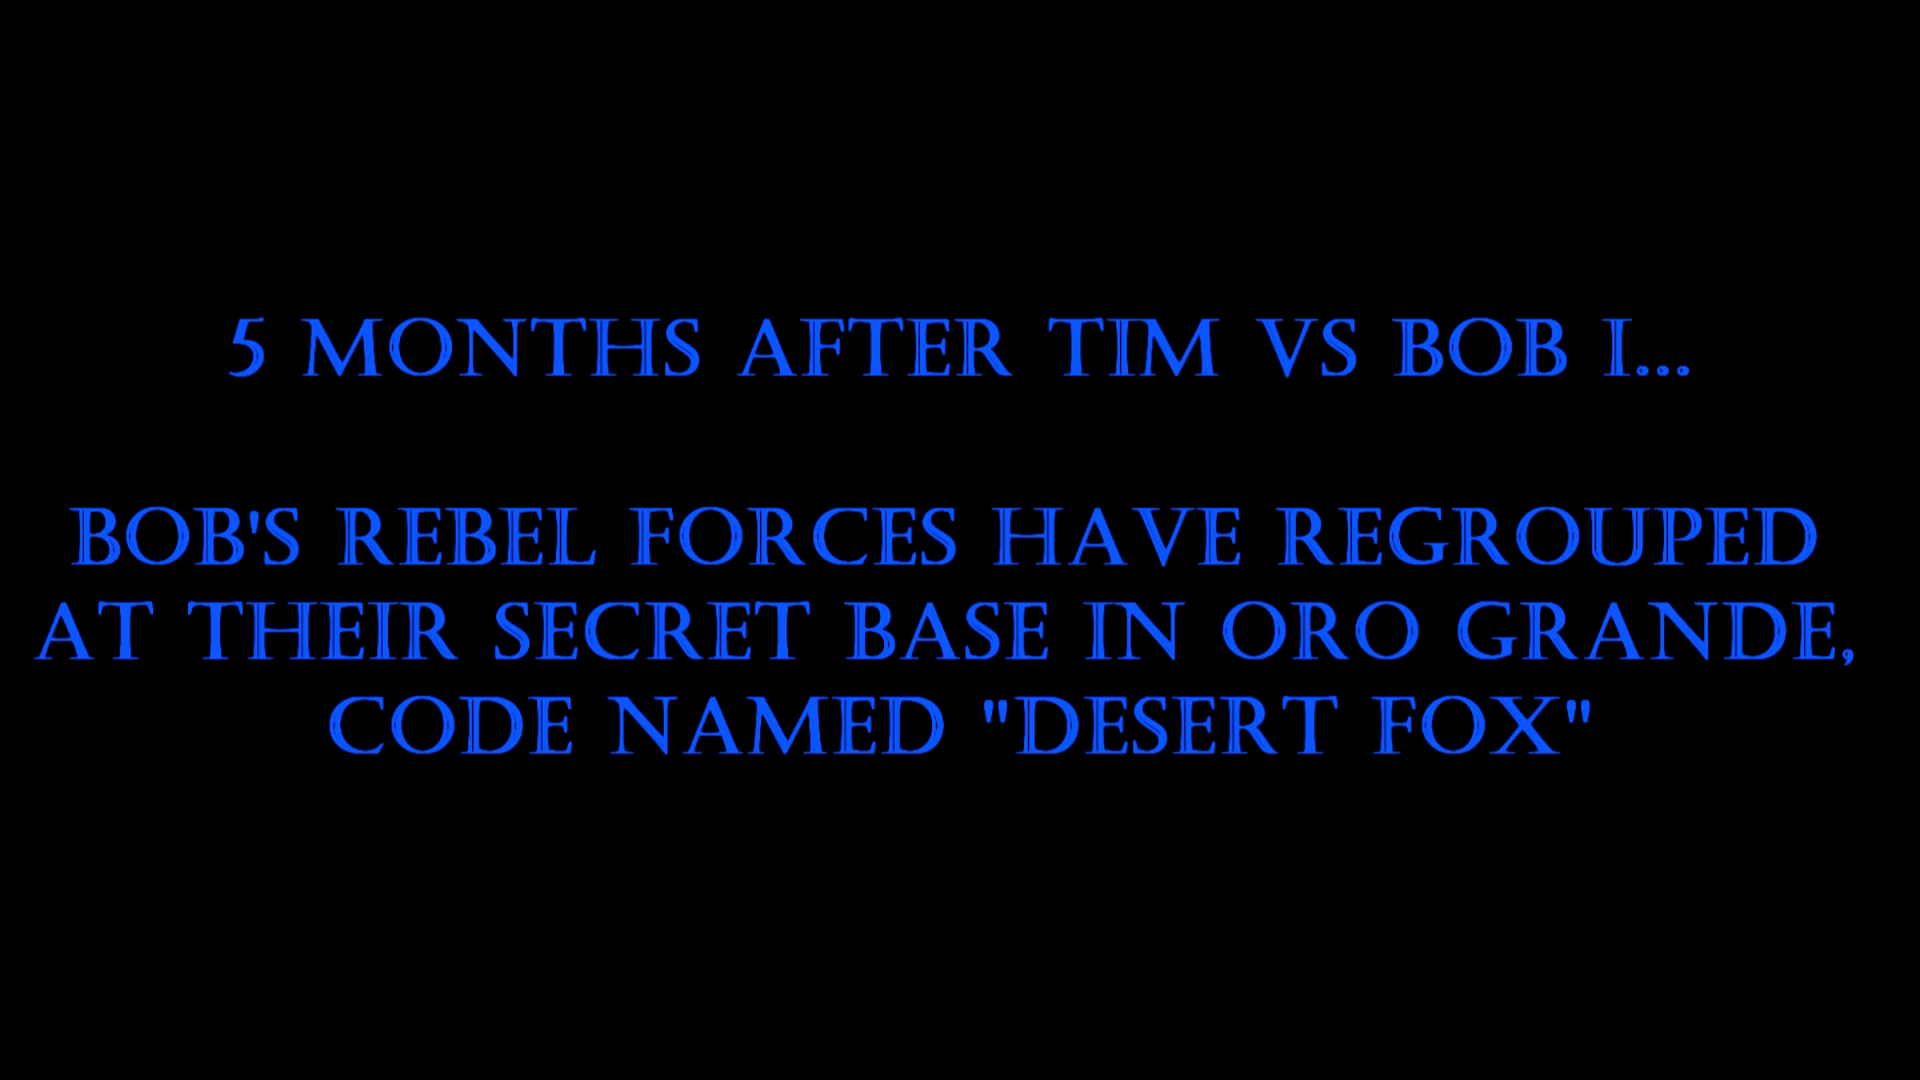 5 MONTHS AFTER TIM VS BOB I...
BOB'S REBEL FORCES HAVE REGROUPED
AT THEIR SECRET BASE IN ORO GRANDE,
CODE NAMED "DESERT FOX"